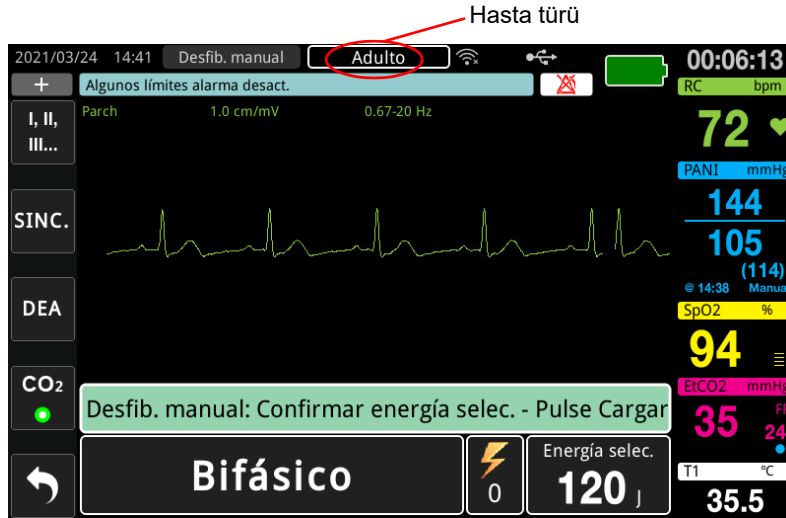 Hasta türü
2021/03/24 14:41 Desfib. manual Adulto 00:06:13
+ Algunos límites alarma desact. RC bpm
Parch 1.0 cm/mV 0.67-20 Hz
I, II,
III...
72
PANI mmHg
144
105
(114)
@ 14:38 Manua
SINC.
DEA
SpO2 %
94
CO2
EtCO2 mmHg
35
FR
24
Desfib. manual: Confirmar energía selec. - Pulse Cargar
Bifásico
0
Energía selec.
120 J
T1 °C
35.5